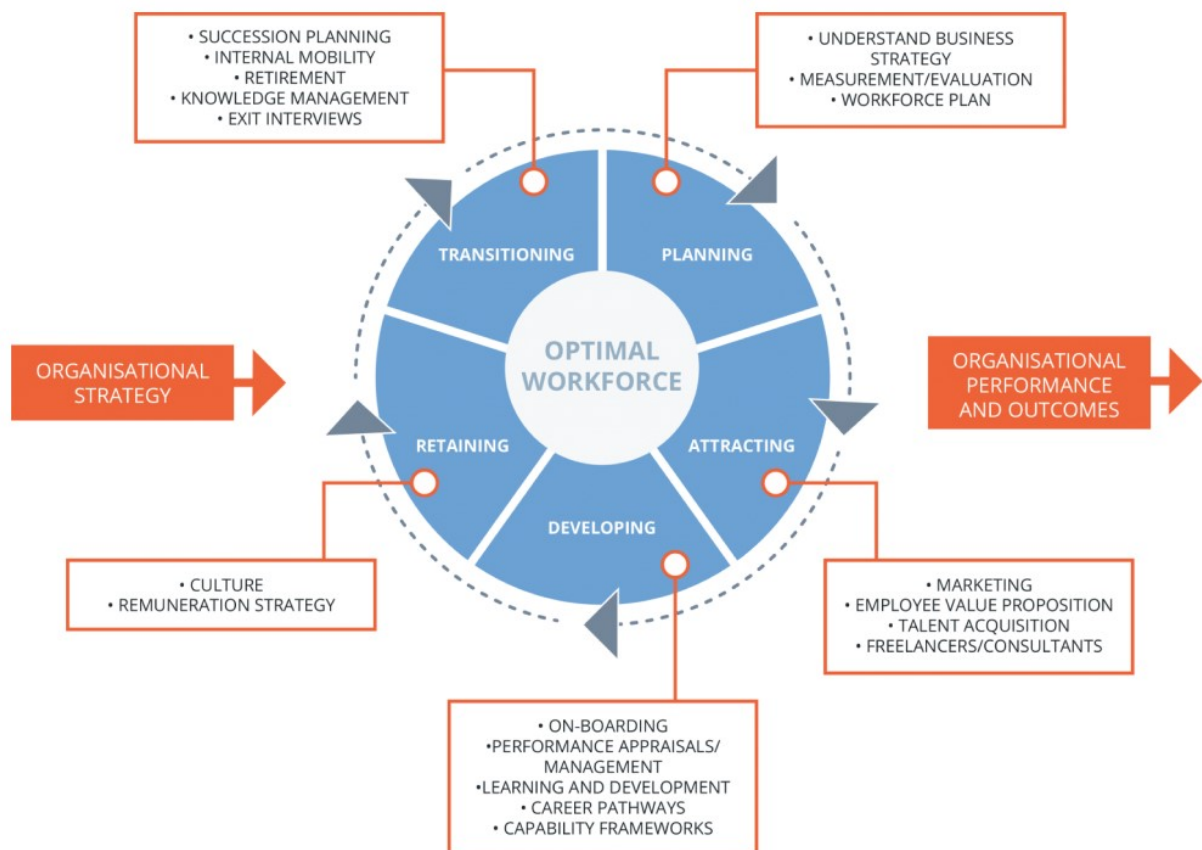 • SUCCESSION PLANNING
• INTERNAL MOBILITY
• RETIREMENT
• KNOWLEDGE MANAGEMENT
• EXIT INTERVIEWS
• UNDERSTAND BUSINESS
STRATEGY
• MEASUREMENT/EVALUATION
• WORKFORCE PLAN
TRANSITIONING
PLANNING
OPTIMAL
WORKFORCE
ORGANISATIONAL
STRATEGY
ORGANISATIONAL
PERFORMANCE
AND OUTCOMES
RETAINING
ATTRACTING
DEVELOPING
• CULTURE
• REMUNERATION STRATEGY
• MARKETING
• EMPLOYEE VALUE PROPOSITION
• TALENT ACQUISITION
• FREELANCERS/CONSULTANTS
• ON-BOARDING
•PERFORMANCE APPRAISALS/
MANAGEMENT
•LEARNING AND DEVELOPMENT
• CAREER PATHWAYS
• CAPABILITY FRAMEWORKS